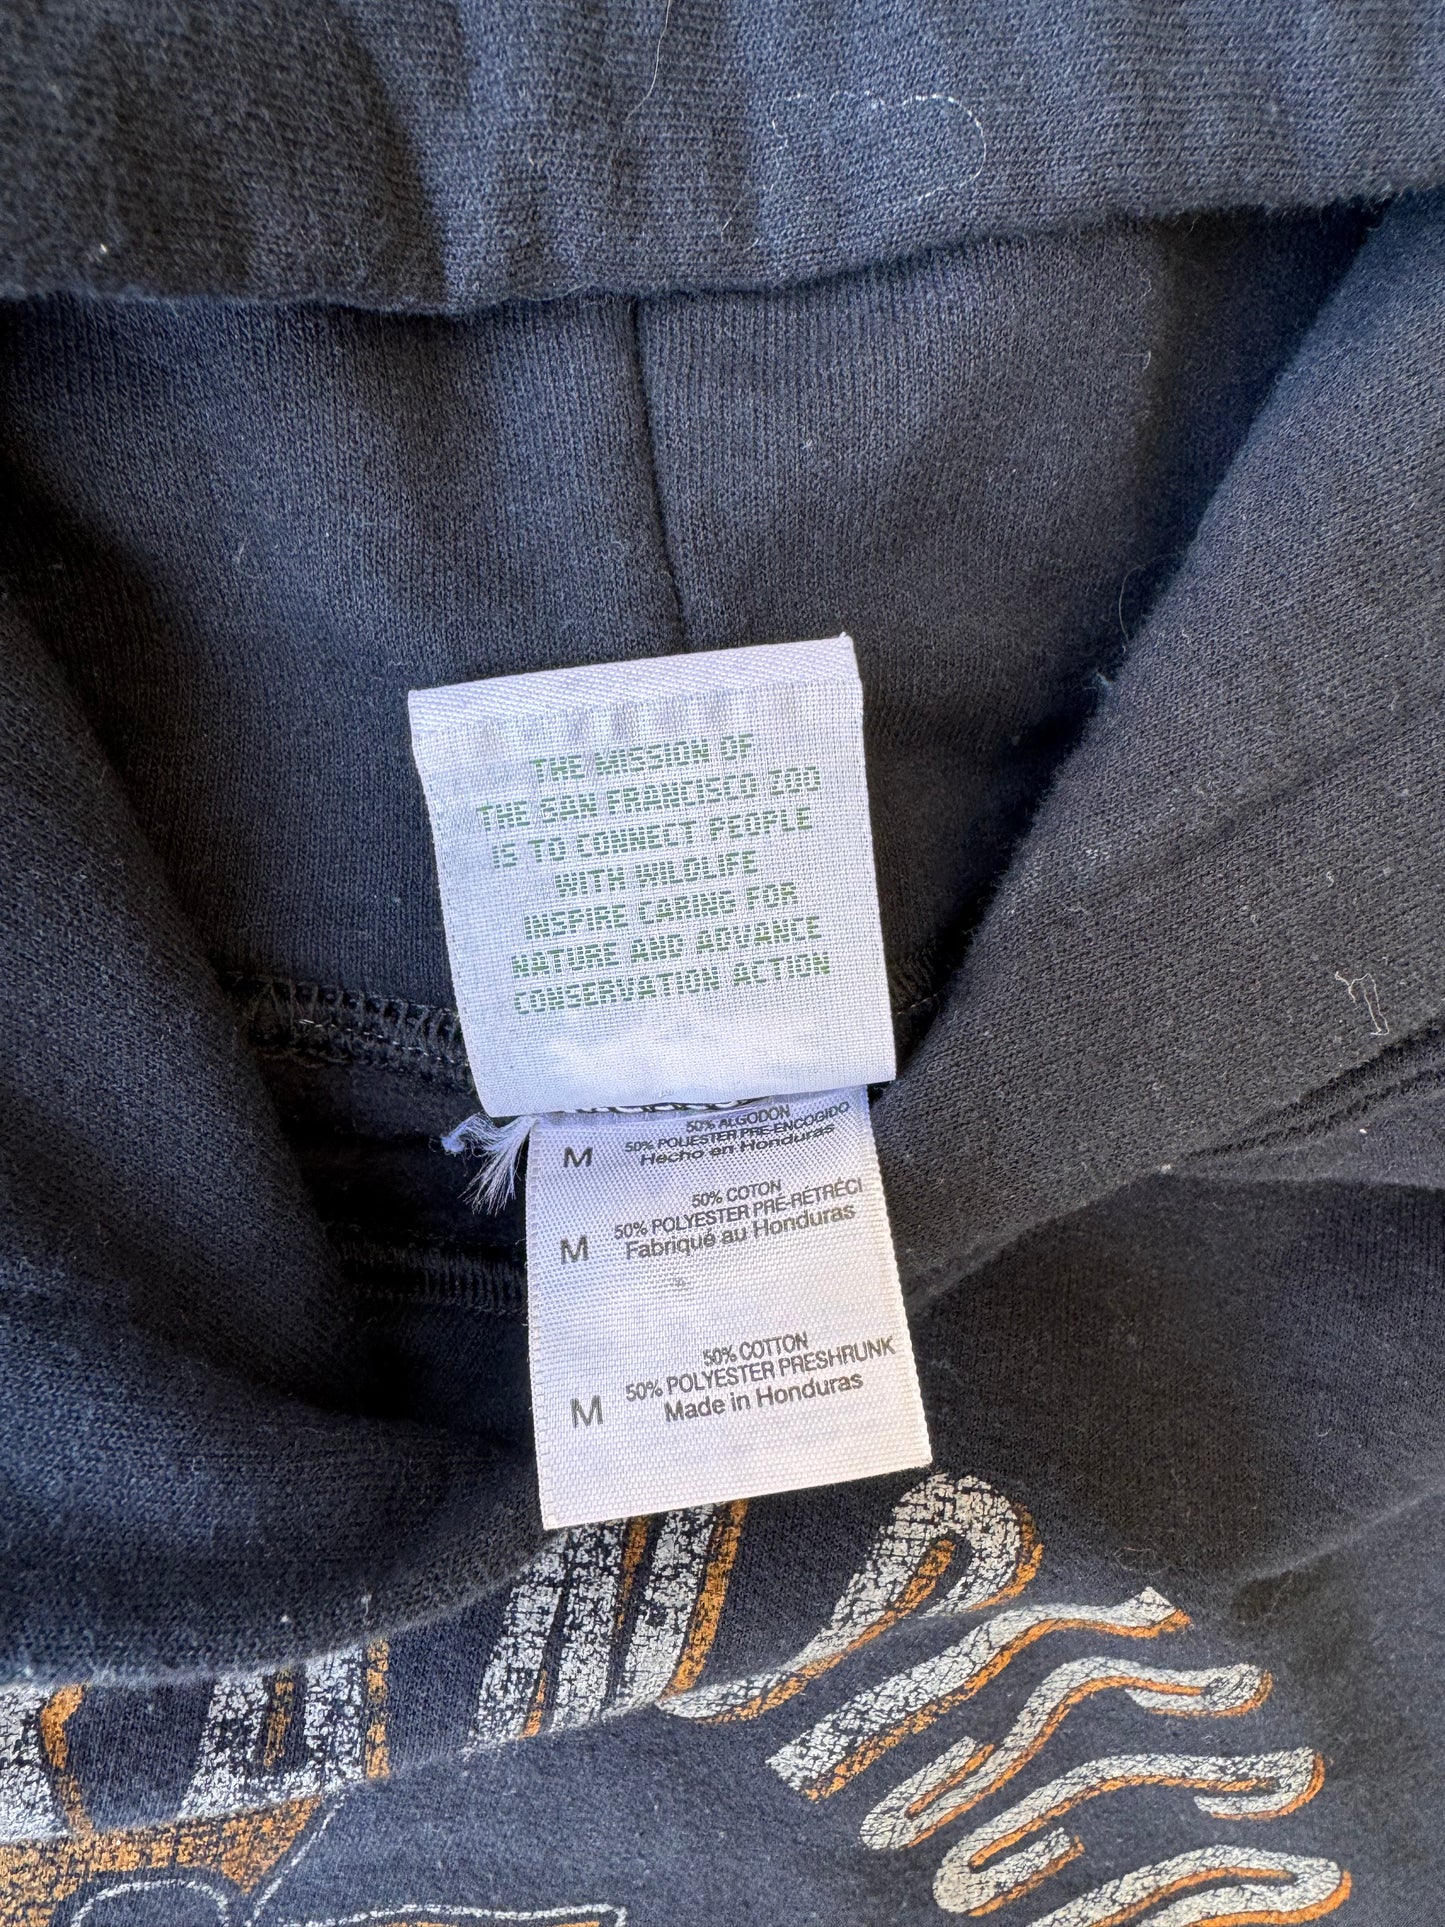 THE MISSION OF
THE SAN FRANCISCO ZOO
IS TO CONNECT PEOPLE
WITH WILDLIFE
INSPIRE CARING FOR
NATURE AND ADVANCE
CONSERVATION ACTION
50% ALGODON
50% POLIESTER PRE-ENCOGIDO
M
Hecho en Honduras
50% COTON
50% POLYESTER PRÉ-RÉTRÉCI
M
Fabriqué au Honduras
50% COTTON
50% POLYESTER PRESHRUNK
M
Made in Honduras